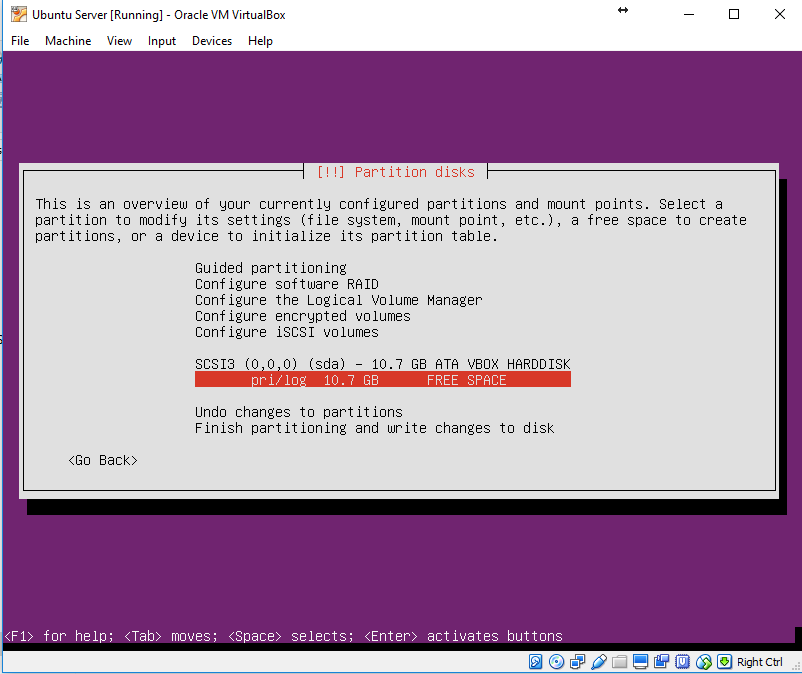 Ubuntu Server [Running] - Oracle VM VirtualBox
File Machine View Input Devices Help
[!!] Partition disks
This is an overview of your currently configured partitions and mount points. Select a
partition to modify its settings (file system, mount point, etc.), a free space to create
partitions, or a device to initialize its partition table.
Guided partitioning
Configure software RAID
Configure the Logical Volume Manager
Configure encrypted volumes
Configure iSCSI volumes
SCSI3 (0,0,0) (sda) - 10.7 GB ATA VBOX HARDDISK
pri/log 10.7 GB FREE SPACE
Undo changes to partitions
Finish partitioning and write changes to disk
<Go Back>
<F1> for help; <Tab> moves; <Space> selects; <Enter> activates buttons
Right Ctrl